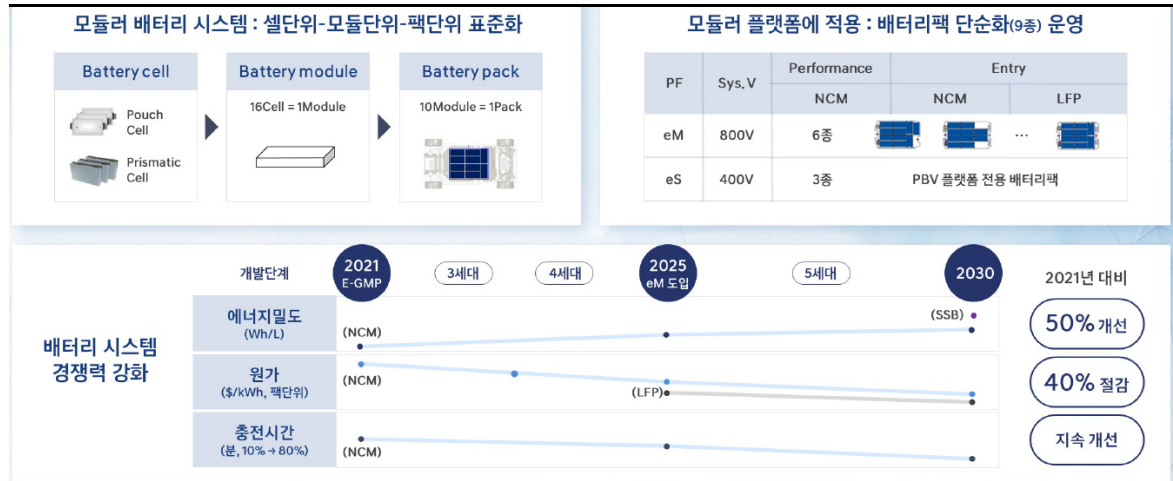 모듈러 배터리 시스템 : 셀단위-모듈단위-팩단위 표준화
Battery cell
Pouch
Cell
Prismatic
Cell
Battery module
16Cell = 1Module
Battery pack
10Module = 1Pack
모듈러 플랫폼에 적용 : 배터리팩 단순화(9종) 운영
PF Sys.V Performance Entry
NCM NCM LFP
eM 800V 6종 ...
eS 400V 3종 PBV 플랫폼 전용 배터리팩
배터리 시스템
경쟁력 강화
개발단계
2021
E-GMP
3세대
4세대
2025
eM 도입
5세대
2030
2021년 대비
에너지밀도
(Wh/L)
(NCM)
(SSB)
50% 개선
원가
($/kWh, 팩단위)
(NCM)
(LFP)
40% 절감
충전시간
(분, 10% → 80%)
(NCM)
지속 개선